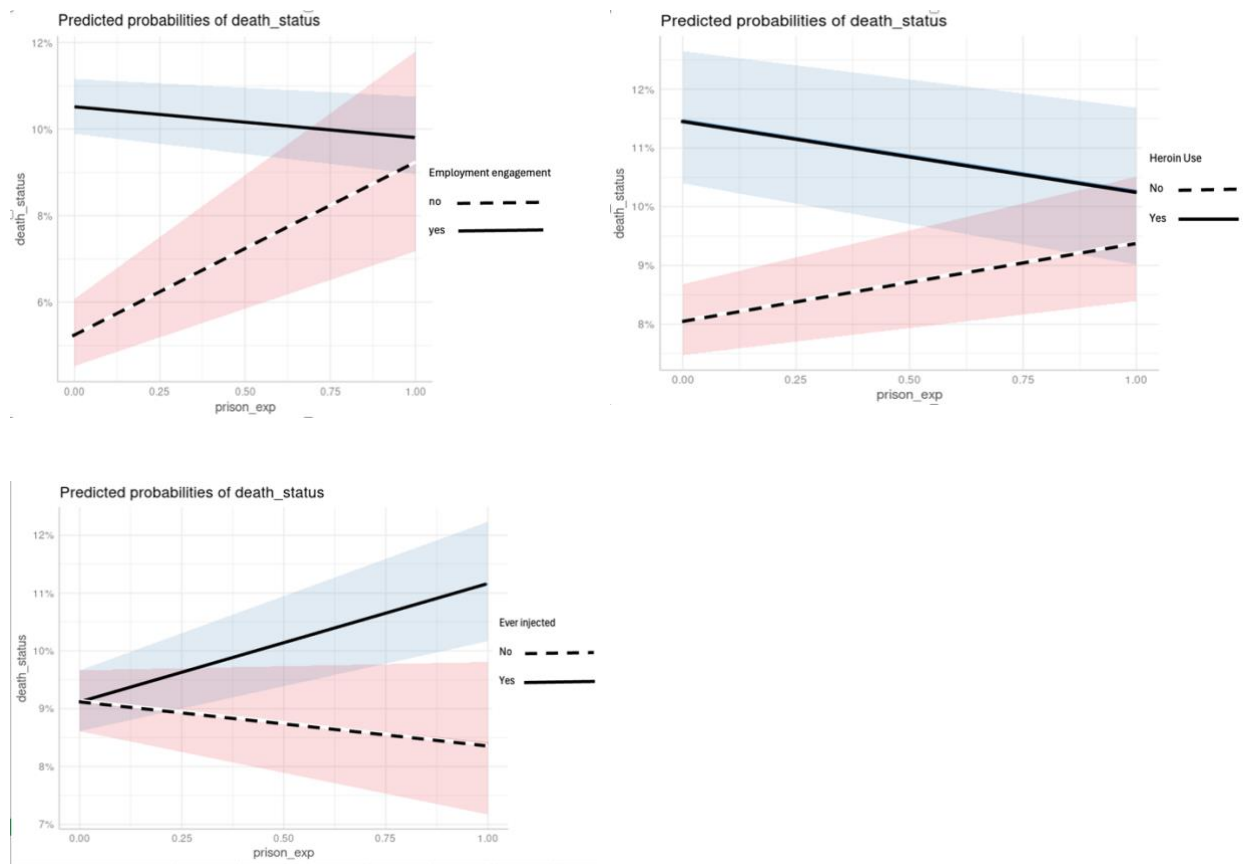 Predicted probabilities of death_status
12%
10%
8%
6%
death_status
0.00 0.25 0.50 0.75 1.00
prison_exp
Employment engagement
no
yes
Predicted probabilities of death_status
12%
11%
10%
9%
8%
death_status
0.00 0.25 0.50 0.75 1.00
prison_exp
Heroin Use
No
Yes
Predicted probabilities of death_status
12%
11%
10%
9%
8%
7%
death_status
0.00 0.25 0.50 0.75 1.00
prison_exp
Ever injected
No
Yes